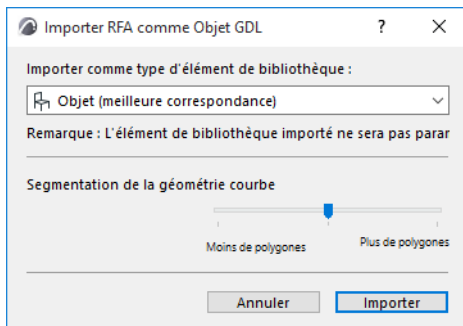 Importer RFA comme Objet GDL ?
Importer comme type d'élément de bibliothèque :
Objet (meilleure correspondance)
Remarque : L'élément de bibliothèque importé ne sera pas parar
Segmentation de la géométrie courbe
Moins de polygones Plus de polygones
Annuler Importer